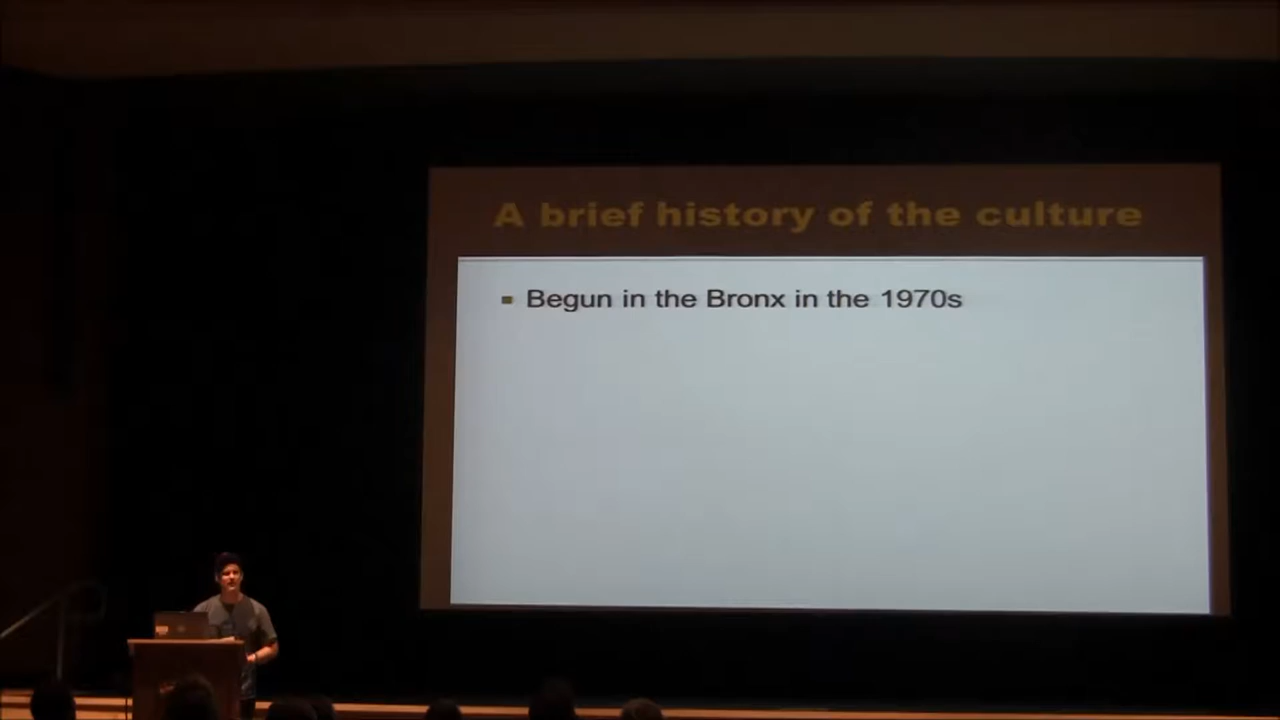 A brief history of the culture
Begun in the Bronx in the 1970s